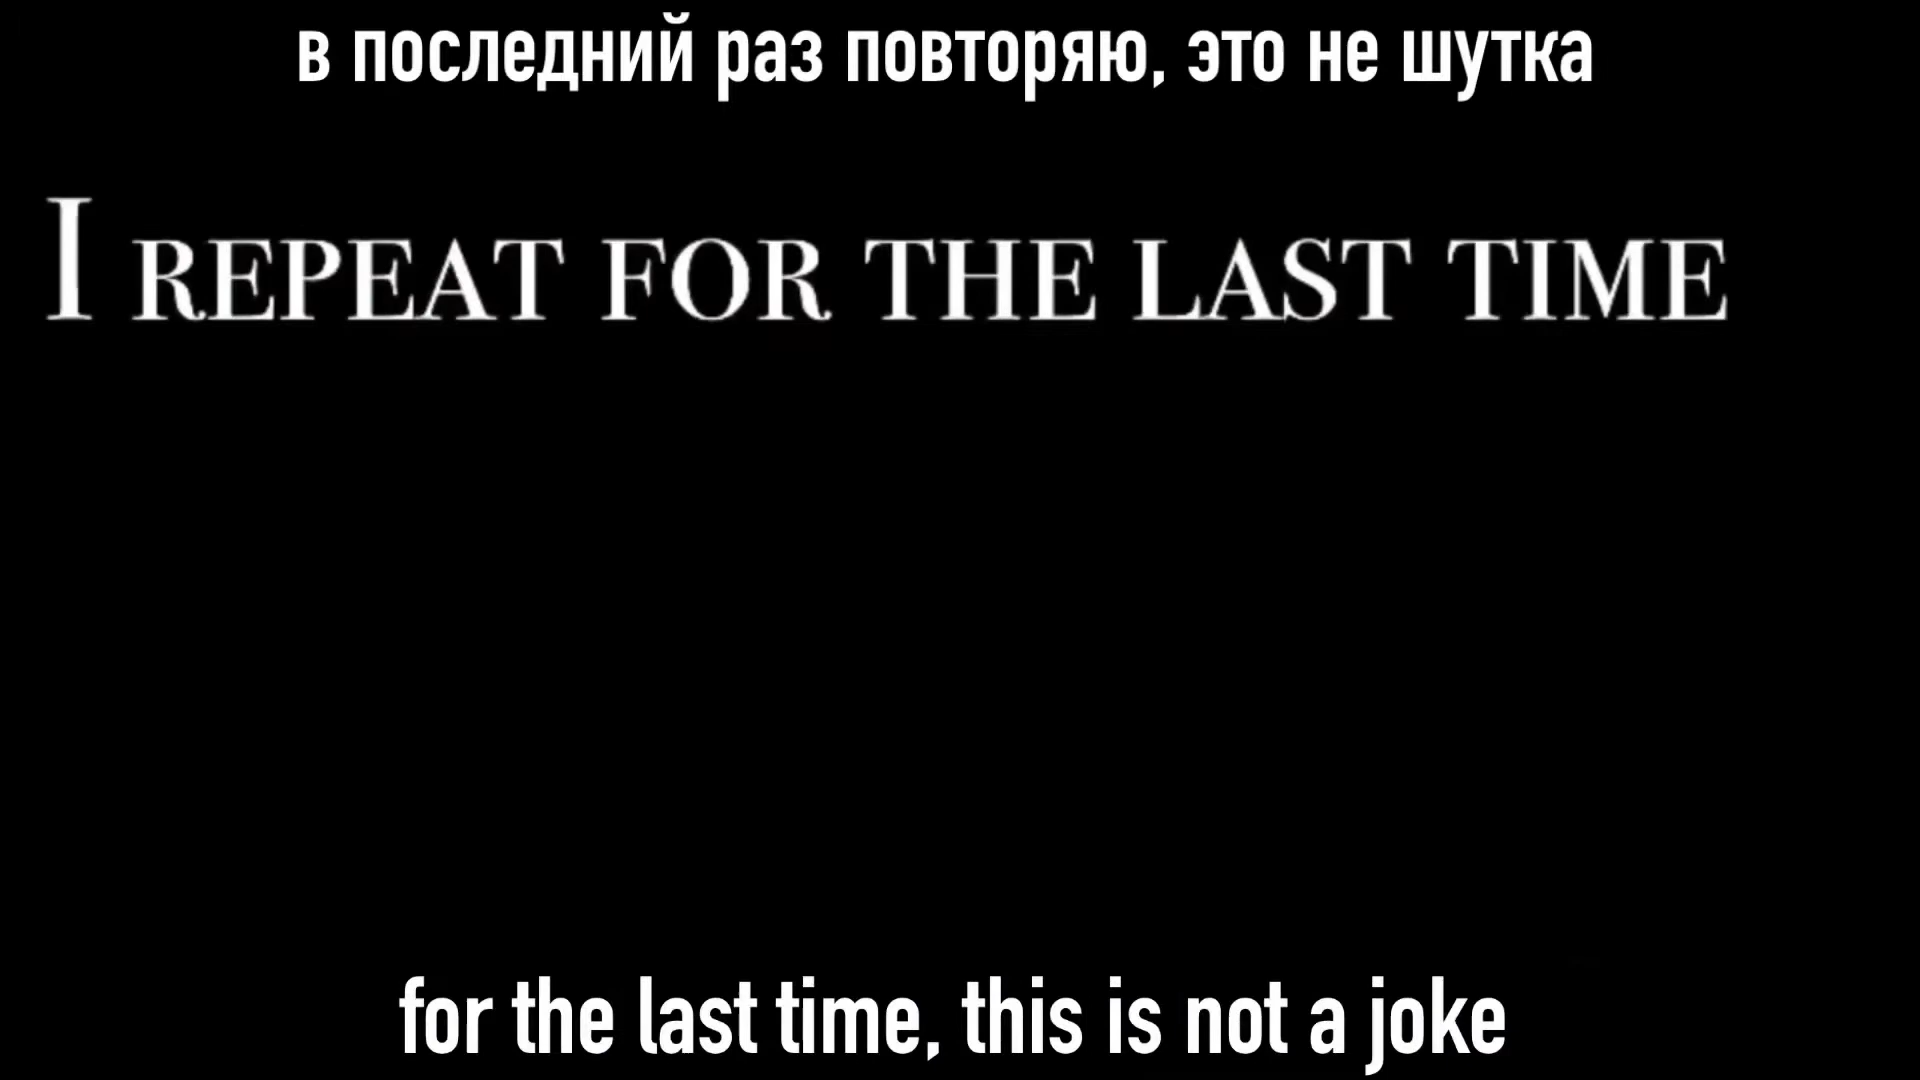 в последний раз повторяю, это не шутка
I REPEAT FOR THE LAST TIME
for the last time, this is not a joke